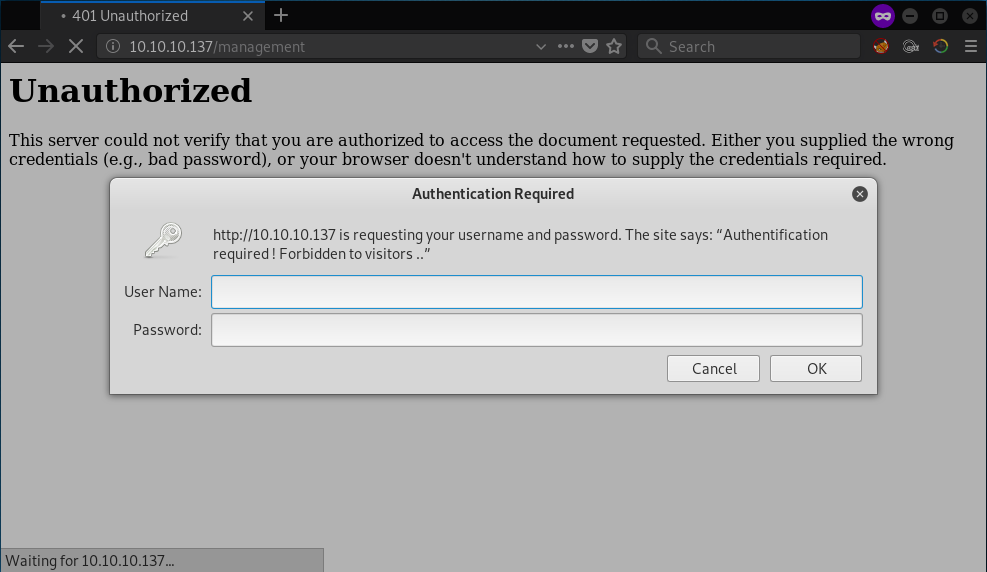 401 Unauthorized
10.10.10.137/management
Search
Unauthorized
This server could not verify that you are authorized to access the document requested. Either you supplied the wrong
credentials (e.g., bad password), or your browser doesn't understand how to supply the credentials required.
Authentication Required
http://10.10.10.137 is requesting your username and password. The site says: “Authentification
required ! Forbidden to visitors ..”
User Name:
Password:
Cancel
OK
Waiting for 10.10.10.137...